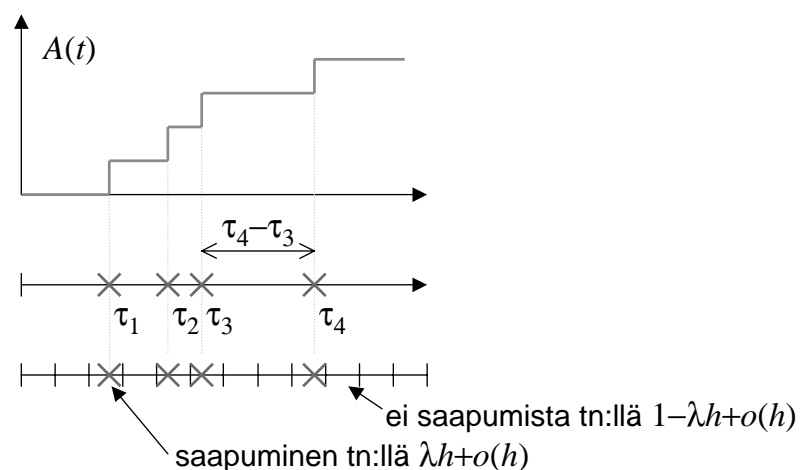 A(t)
τ4−τ3
τ1 τ2 τ3 τ4
ei saapumista tn:llä 1−λh+o(h)
saapuminen tn:llä λh+o(h)